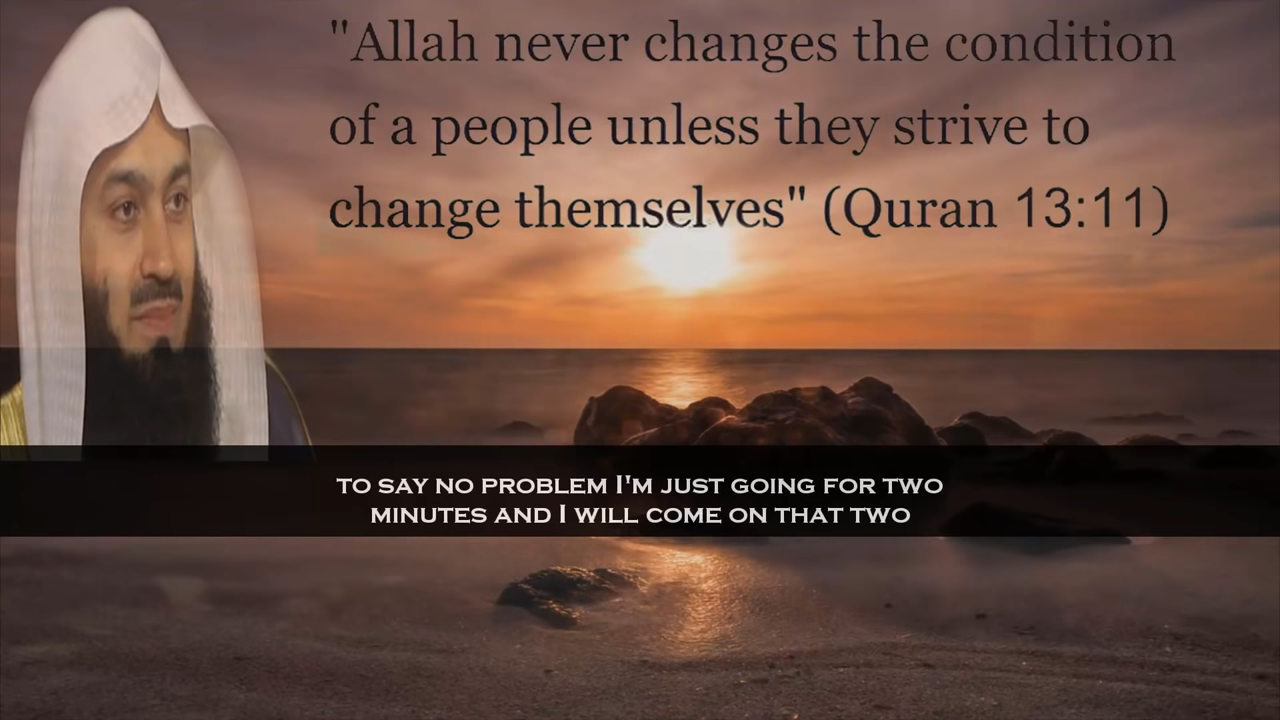 "Allah never changes the condition
of a people unless they strive to
change themselves" (Quran 13:11)
TO SAY NO PROBLEM I'M JUST GOING FOR TWO
MINUTES AND I WILL COME ON THAT TWO